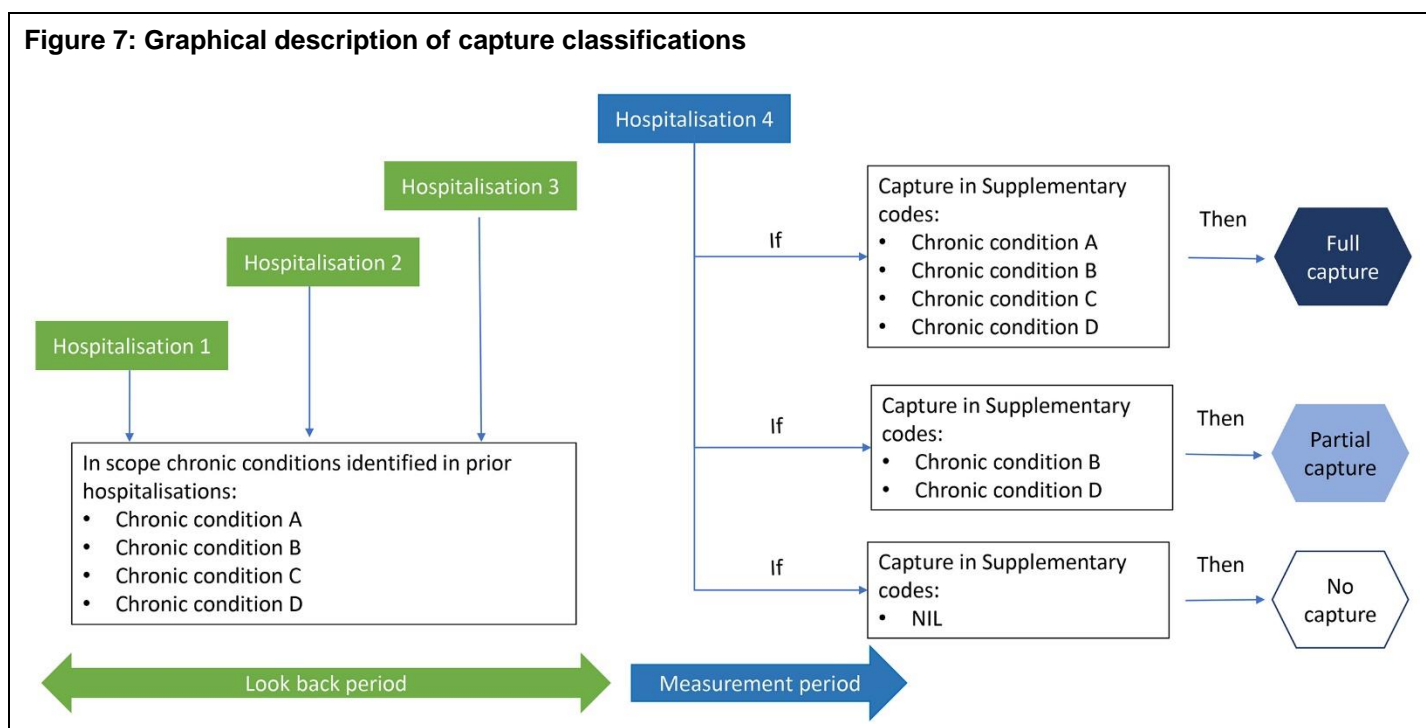 Figure 7: Graphical description of capture classifications
Hospitalisation 1
Hospitalisation 2
Hospitalisation 3
In scope chronic conditions identified in prior
hospitalisations:
• Chronic condition A
• Chronic condition B
• Chronic condition C
• Chronic condition D
Look back period
Hospitalisation 4
If
Capture in Supplementary
codes:
• Chronic condition A
• Chronic condition B
• Chronic condition C
• Chronic condition D
Then
Full
capture
If
Capture in Supplementary
codes:
• Chronic condition B
• Chronic condition D
Then
Partial
capture
If
Capture in Supplementary
codes:
• NIL
Then
No
capture
Measurement period